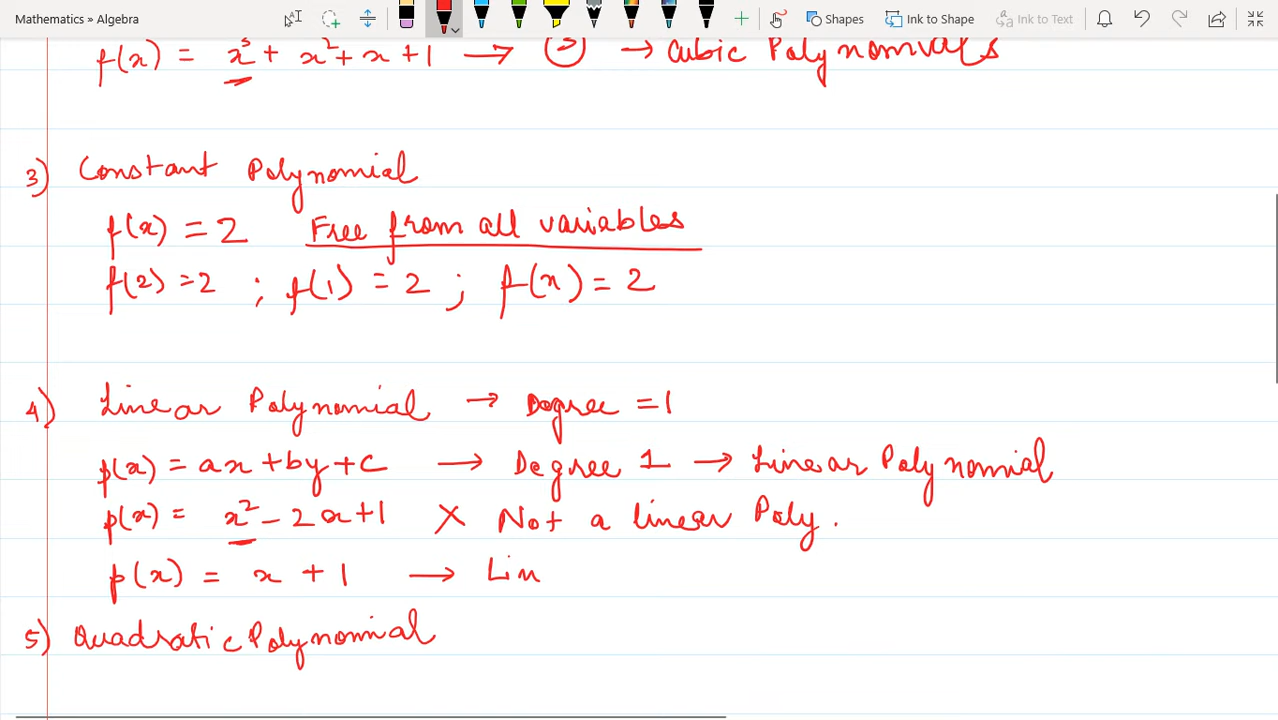 Mathematics » Algebra
Shapes
Ink to Shape
Ink to Text
f(x) = x³ + x² + x + 1 → ③ → Cubic Polynomials
3) Constant Polynomial
f(x) = 2 Free from all variables
f(2) = 2 ; f(1) = 2 ; f(x) = 2
4) Linear Polynomial → Degree = 1
p(x) = ax + by + c → Degree 1 → Linear Polynomial
p(x) = x² - 2x + 1 X Not a linear Poly.
p(x) = x + 1 → Lin
5) Quadratic Polynomial